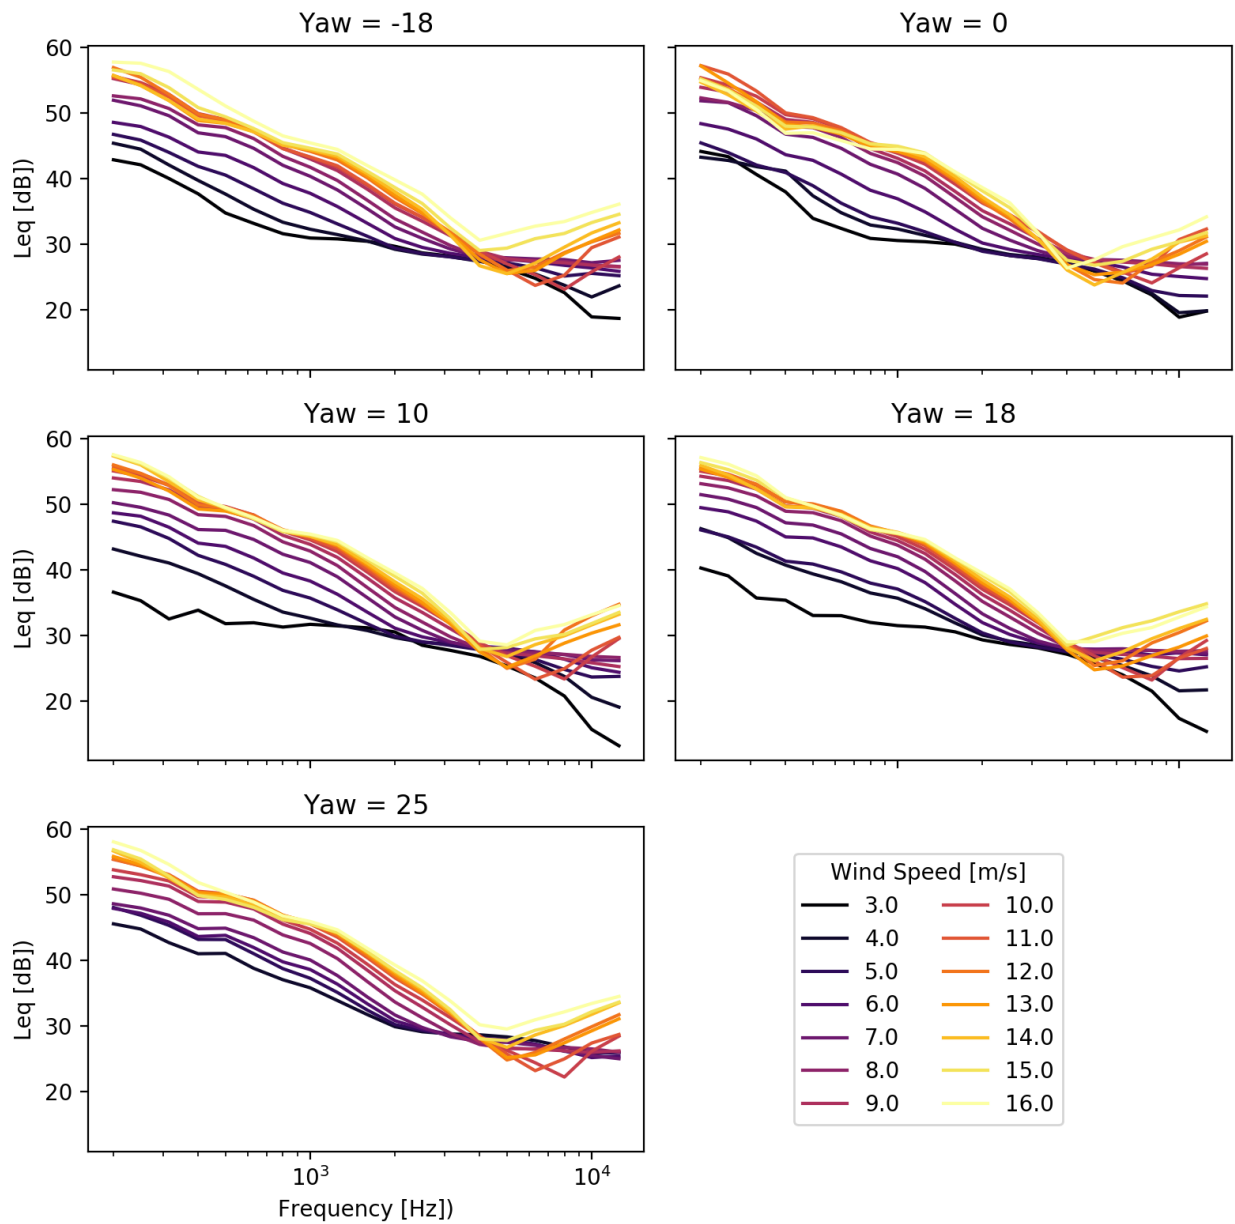 Yaw = -18
Yaw = 0
60
50
40
30
20
Leq [dB])
Yaw = 10
Yaw = 18
60
50
40
30
20
Leq [dB])
Yaw = 25
60
50
40
30
20
Leq [dB])
10³ 10⁴
Frequency [Hz])
Wind Speed [m/s]
3.0 10.0
4.0 11.0
5.0 12.0
6.0 13.0
7.0 14.0
8.0 15.0
9.0 16.0